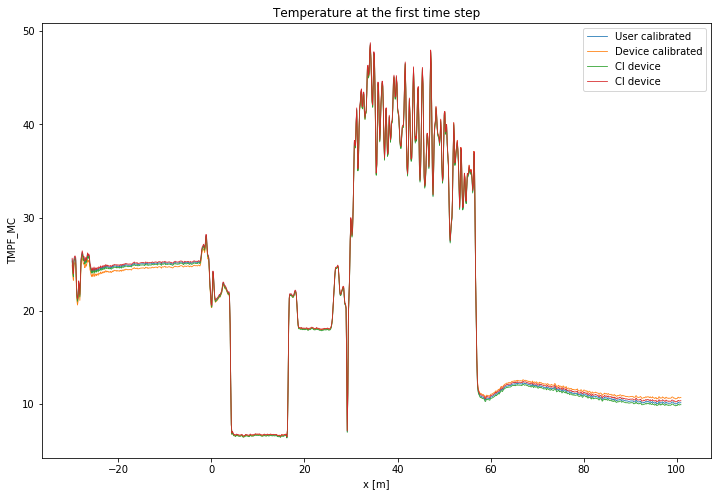 Temperature at the first time step
User calibrated
Device calibrated
CI device
CI device
TMPF_MC
50
40
30
20
10
−20
0
20
40
60
80
100
x [m]